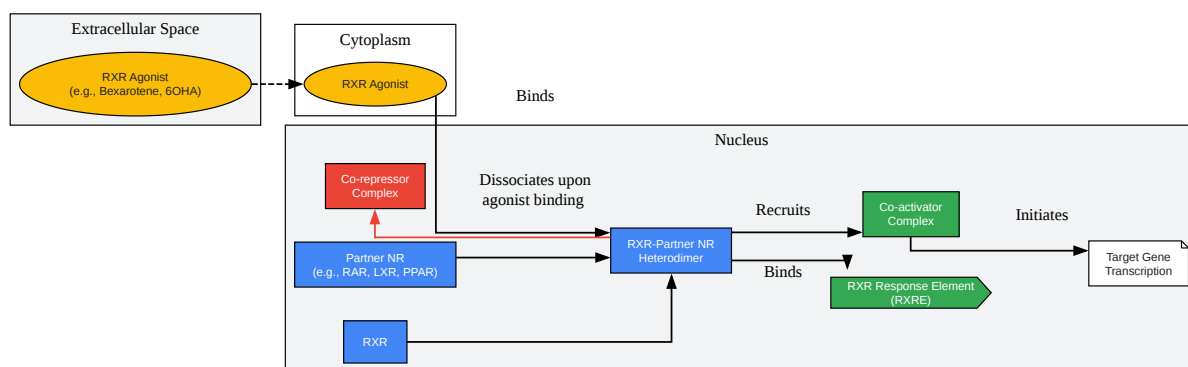 Extracellular Space
RXR Agonist
(e.g., Bexarotene, 6OHA)
Cytoplasm
RXR Agonist
Binds
Nucleus
Co-repressor
Complex
Dissociates upon
agonist binding
Partner NR
(e.g., RAR, LXR, PPAR)
RXR
RXR-Partner NR
Heterodimer
Recruits
Binds
Co-activator
Complex
RXR Response Element
(RXRE)
Initiates
Target Gene
Transcription